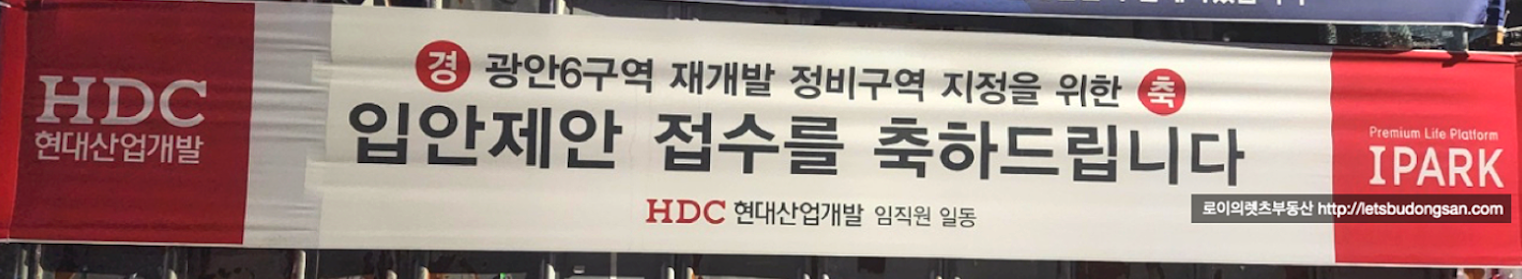 HDC
현대산업개발
경 광안6구역 재개발 정비구역 지정을 위한 축
입안제안 접수를 축하드립니다
HDC 현대산업개발 임직원 일동
Premium Life Platform
IPARK
로이의렛츠부동산 http://letsbudongsan.com